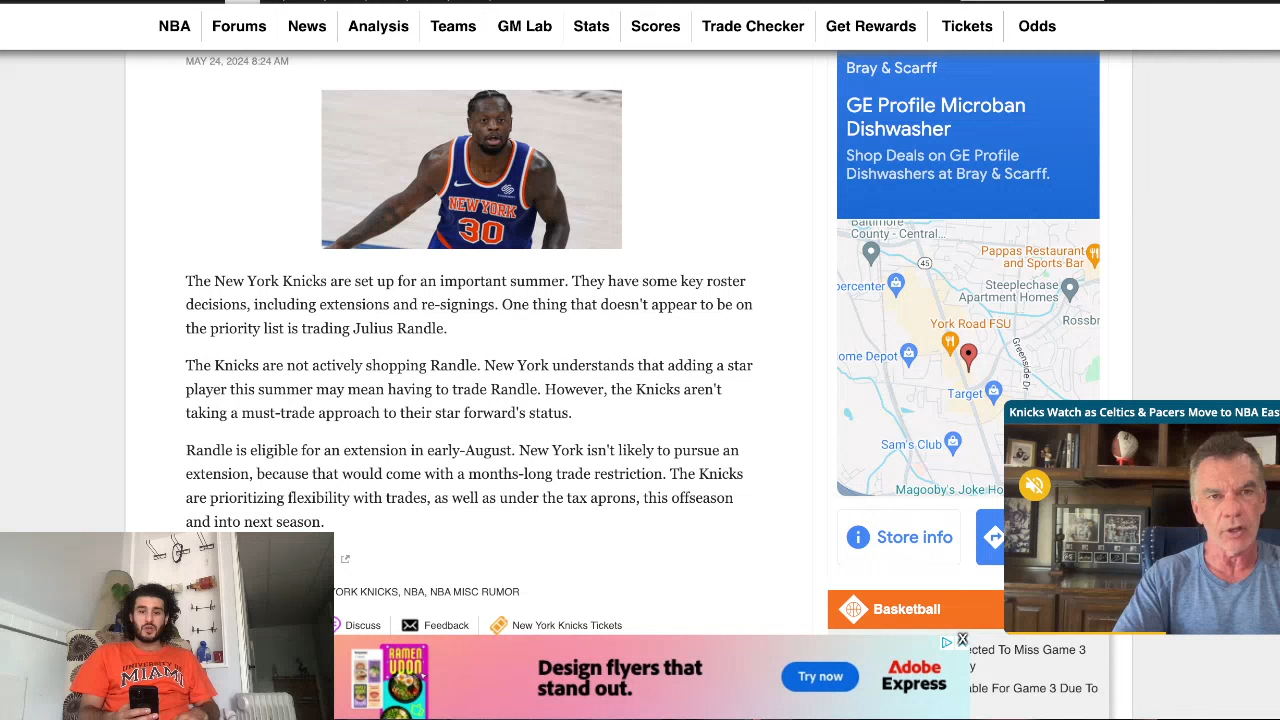 NBA Forums News Analysis Teams GM Lab Stats Scores Trade Checker Get Rewards Tickets Odds
MAY 24, 2024 8:24 AM
NEW YORK
30
The New York Knicks are set up for an important summer. They have some key roster
decisions, including extensions and re-signings. One thing that doesn't appear to be on
the priority list is trading Julius Randle.
The Knicks are not actively shopping Randle. New York understands that adding a star
player this summer may mean having to trade Randle. However, the Knicks aren't
taking a must-trade approach to their star forward's status.
Randle is eligible for an extension in early-August. New York isn't likely to pursue an
extension, because that would come with a months-long trade restriction. The Knicks
are prioritizing flexibility with trades, as well as under the tax aprons, this offseason
and into next season.
YORK KNICKS, NBA, NBA MISC RUMOR
Discuss Feedback New York Knicks Tickets
Bray & Scarff
GE Profile Microban
Dishwasher
Shop Deals on GE Profile
Dishwashers at Bray & Scarff.
Baltimore
County - Central...
45
Pappas Restaurant
and Sports Bar
percenter
Steeplechase
Apartment Homes
York Road FSU
Rossbr
Greenside Dr
ome Depot
Target
Sam's Club
Magooby's Joke Ho
Store info
Knicks Watch as Celtics & Pacers Move to NBA Eas
Basketball
ected To Miss Game 3
y
able For Game 3 Due To
UNIVERSITY OF
MIAMI
RAMEN
UDON
Design flyers that
stand out.
Try now
Adobe
Express